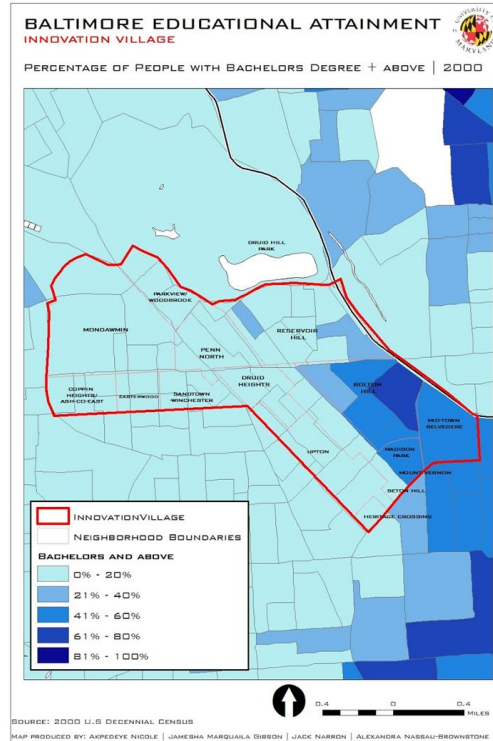 BALTIMORE EDUCATIONAL ATTAINMENT
INNOVATION VILLAGE
PERCENTAGE OF PEOPLE WITH BACHELORS DEGREE + ABOVE | 2000
UNIVERSITY OF
MARYLAND
DRUID HILL
PARK
PARKVIEW/
WOODBROOK
MONDAWMIN
RESERVOIR
HILL
PENN
NORTH
DRUID
HEIGHTS
BOLTON
HILL
COPPIN
HEIGHTS/
ASH-CO-EAST
EASTERWOOD
SANDTOWN
WINCHESTER
MID-TOWN
BELVEDERE
UPTON
MADISON
PARK
MOUNT VERNON
SETON HILL
HERITAGE CROSSING
INNOVATIONVILLAGE
NEIGHBORHOOD BOUNDARIES
BACHELORS AND ABOVE
0% - 20%
21% - 40%
41% - 60%
61% - 80%
81% - 100%
0.4 0 0.4
MILES
SOURCE: 2000 U.S DECENNIAL CENSUS
MAP PRODUCED BY: AKPEDEYE NICOLE | JAMESHA MARQUAILA GIBSON | JACK NARRON | ALEXANDRA NASSAU-BROWNSTONE